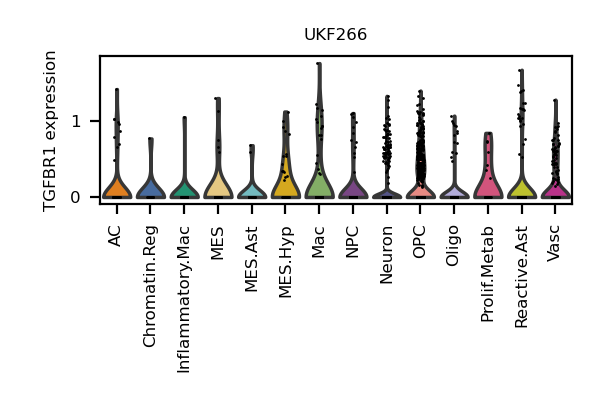 UKF266
TGFBR1 expression
1
0
AC
Chromatin.Reg
Inflammatory.Mac
MES
MES.Ast
MES.Hyp
Mac
NPC
Neuron
OPC
Oligo
Prolif.Metab
Reactive.Ast
Vasc